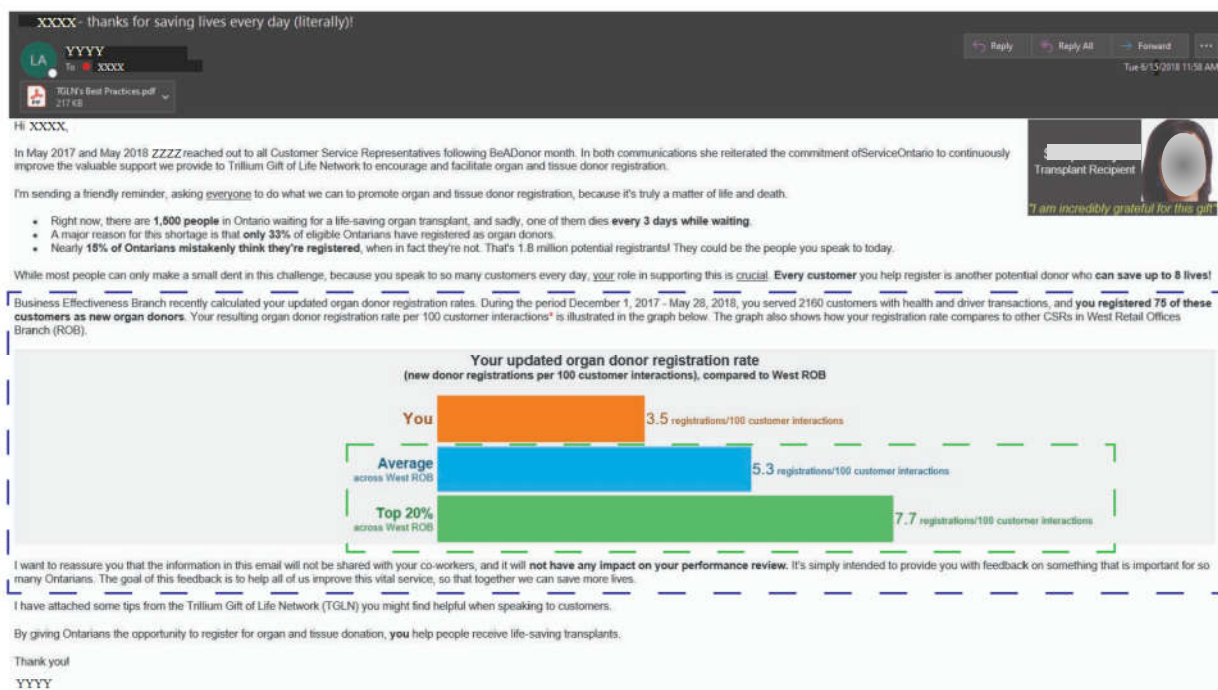 XXXX - thanks for saving lives every day (literally)!
LA
YYYY
To XXXX
Reply
Reply All
Forward
Tue 6/15/2018 11:58 AM
TGLN's Best Practices.pdf
217 KB
Hi XXXX,
Transplant Recipient
"I am incredibly grateful for this gift"
In May 2017 and May 2018 ZZZZ reached out to all Customer Service Representatives following BeADonor month. In both communications she reiterated the commitment ofServiceOntario to continuously
improve the valuable support we provide to Trillium Gift of Life Network to encourage and facilitate organ and tissue donor registration.
I'm sending a friendly reminder, asking everyone to do what we can to promote organ and tissue donor registration, because it's truly a matter of life and death.
• Right now, there are 1,500 people in Ontario waiting for a life-saving organ transplant, and sadly, one of them dies every 3 days while waiting.
• A major reason for this shortage is that only 33% of eligible Ontarians have registered as organ donors.
• Nearly 15% of Ontarians mistakenly think they're registered, when in fact they're not. That's 1.8 million potential registrants! They could be the people you speak to today.
While most people can only make a small dent in this challenge, because you speak to so many customers every day, your role in supporting this is crucial. Every customer you help register is another potential donor who can save up to 8 lives!
Business Effectiveness Branch recently calculated your updated organ donor registration rates. During the period December 1, 2017 - May 28, 2018, you served 2160 customers with health and driver transactions, and you registered 75 of these
customers as new organ donors. Your resulting organ donor registration rate per 100 customer interactions* is illustrated in the graph below. The graph also shows how your registration rate compares to other CSRs in West Retail Offices
Branch (ROB).
Your updated organ donor registration rate
(new donor registrations per 100 customer interactions), compared to West ROB
You
3.5 registrations/100 customer interactions
Average
across West ROB
5.3 registrations/100 customer interactions
Top 20%
across West ROB
7.7 registrations/100 customer interactions
I want to reassure you that the information in this email will not be shared with your co-workers, and it will not have any impact on your performance review. It's simply intended to provide you with feedback on something that is important for so
many Ontarians. The goal of this feedback is to help all of us improve this vital service, so that together we can save more lives.
I have attached some tips from the Trillium Gift of Life Network (TGLN) you might find helpful when speaking to customers.
By giving Ontarians the opportunity to register for organ and tissue donation, you help people receive life-saving transplants.
Thank you!
YYYY